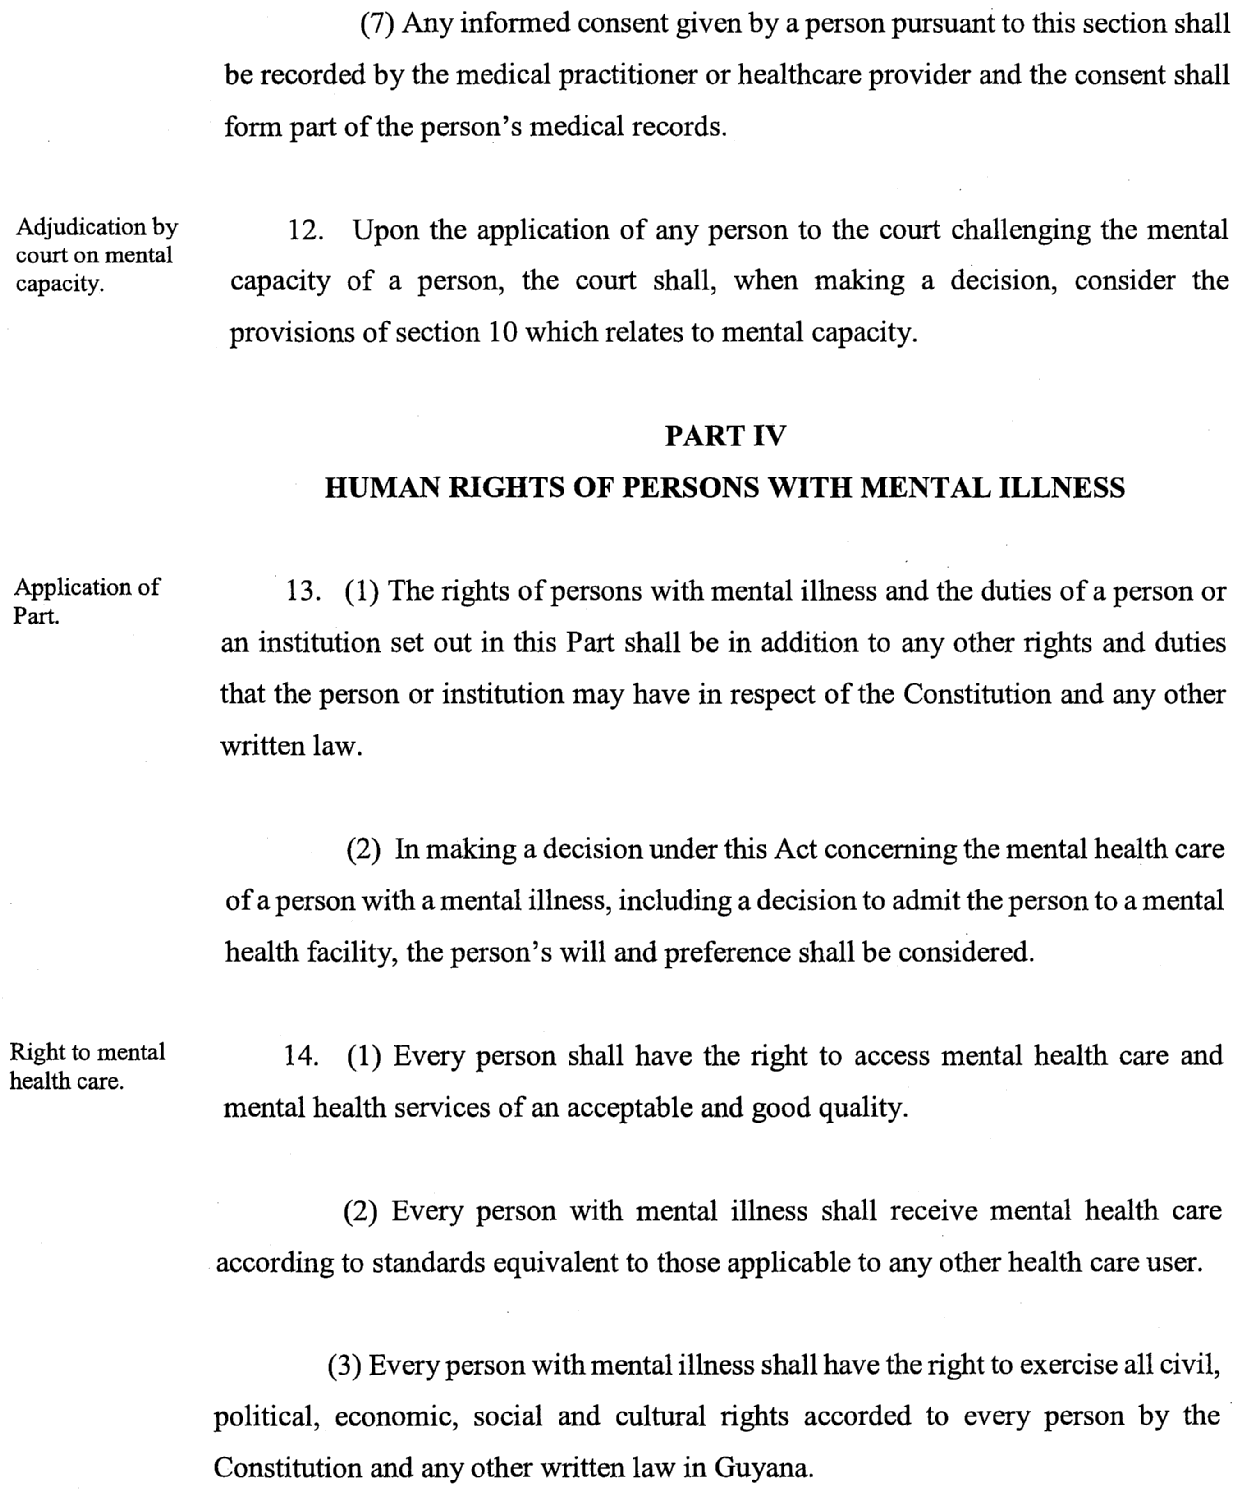 (7) Any informed consent given by a person pursuant to this section shall
be recorded by the medical practitioner or healthcare provider and the consent shall
form part of the person's medical records.
Adjudication by
court on mental
capacity.
12. Upon the application of any person to the court challenging the mental
capacity of a person, the court shall, when making a decision, consider the
provisions of section 10 which relates to mental capacity.
PART IV
HUMAN RIGHTS OF PERSONS WITH MENTAL ILLNESS
Application of
Part.
13. (1) The rights of persons with mental illness and the duties of a person or
an institution set out in this Part shall be in addition to any other rights and duties
that the person or institution may have in respect of the Constitution and any other
written law.
(2) In making a decision under this Act concerning the mental health care
of a person with a mental illness, including a decision to admit the person to a mental
health facility, the person's will and preference shall be considered.
Right to mental
health care.
14. (1) Every person shall have the right to access mental health care and
mental health services of an acceptable and good quality.
(2) Every person with mental illness shall receive mental health care
according to standards equivalent to those applicable to any other health care user.
(3) Every person with mental illness shall have the right to exercise all civil,
political, economic, social and cultural rights accorded to every person by the
Constitution and any other written law in Guyana.